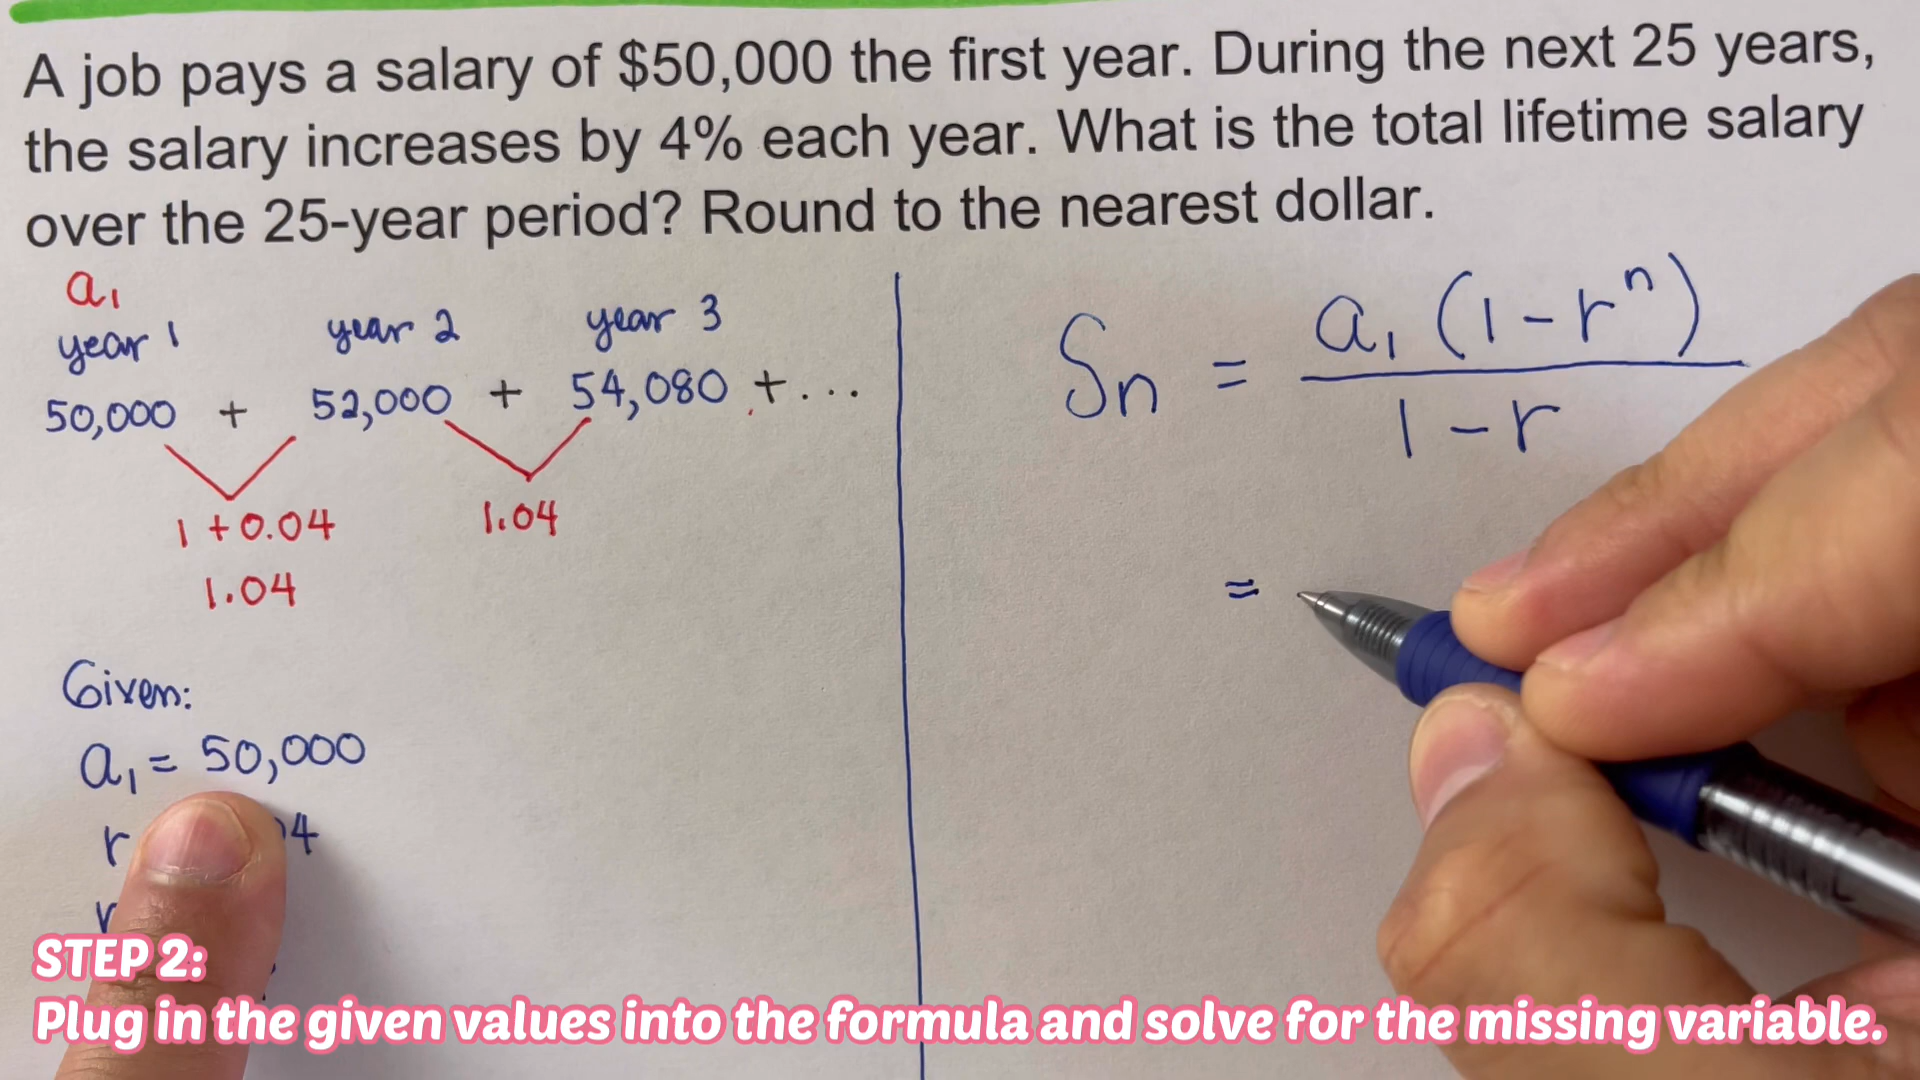 A job pays a salary of $50,000 the first year. During the next 25 years,
the salary increases by 4% each year. What is the total lifetime salary
over the 25-year period? Round to the nearest dollar.
a₁
year 1 year 2 year 3
50,000 + 52,000 + 54,080 + ...
1 + 0.04 1.04
1.04
Given:
a₁ = 50,000
r 4
Sn = a₁ (1 - rⁿ) / 1 - r
=
STEP 2:
Plug in the given values into the formula and solve for the missing variable.